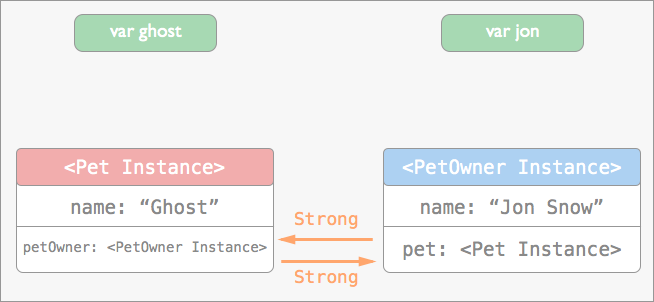 var ghost
var jon
<Pet Instance>
name: “Ghost”
petOwner: <PetOwner Instance>
Strong
Strong
<PetOwner Instance>
name: “Jon Snow”
pet: <Pet Instance>